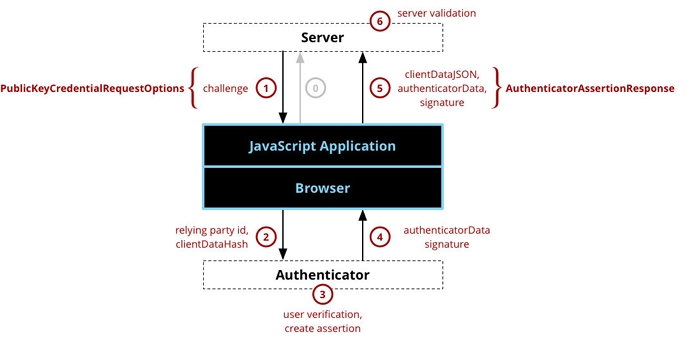 6 server validation
Server
PublicKeyCredentialRequestOptions { challenge 1 0 5 clientDataJSON,
authenticatorData,
signature } AuthenticatorAssertionResponse
JavaScript Application
Browser
relying party id,
clientDataHash
2
4
authenticatorData
signature
Authenticator
3
user verification,
create assertion